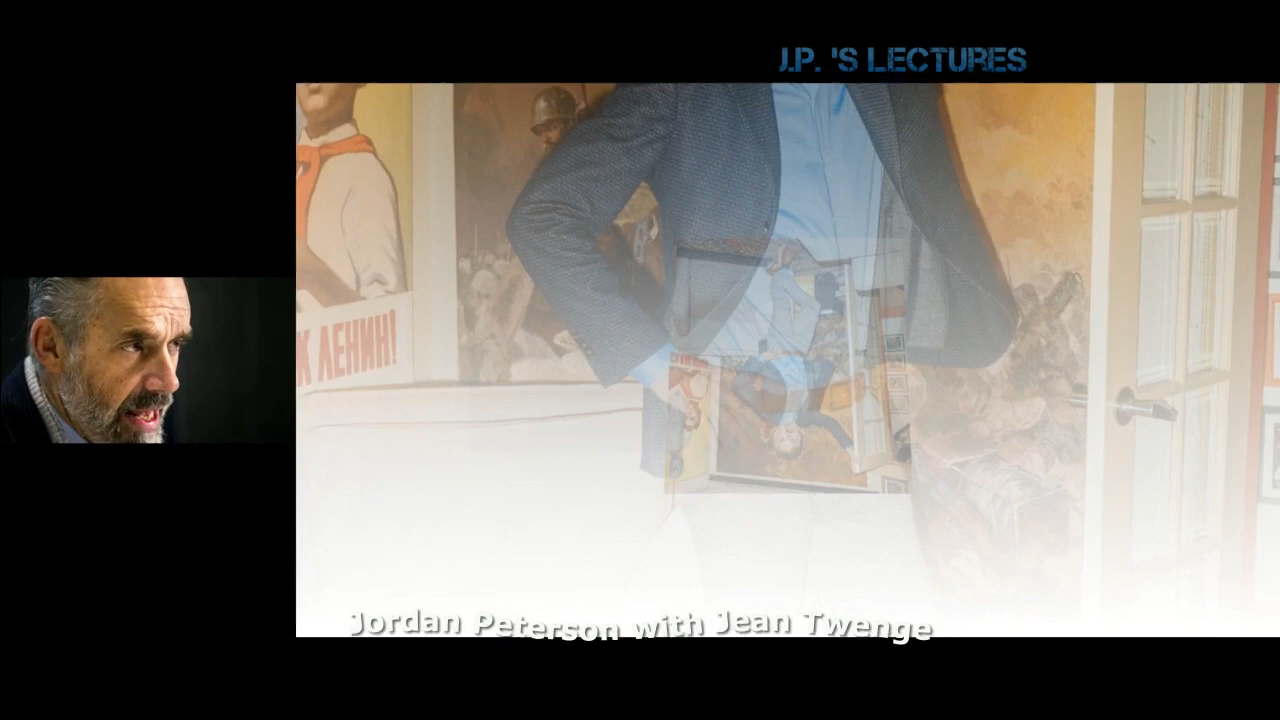 J.P. 'S LECTURES
К ЛЕНИН!
Jordan Peterson with Jean Twenge